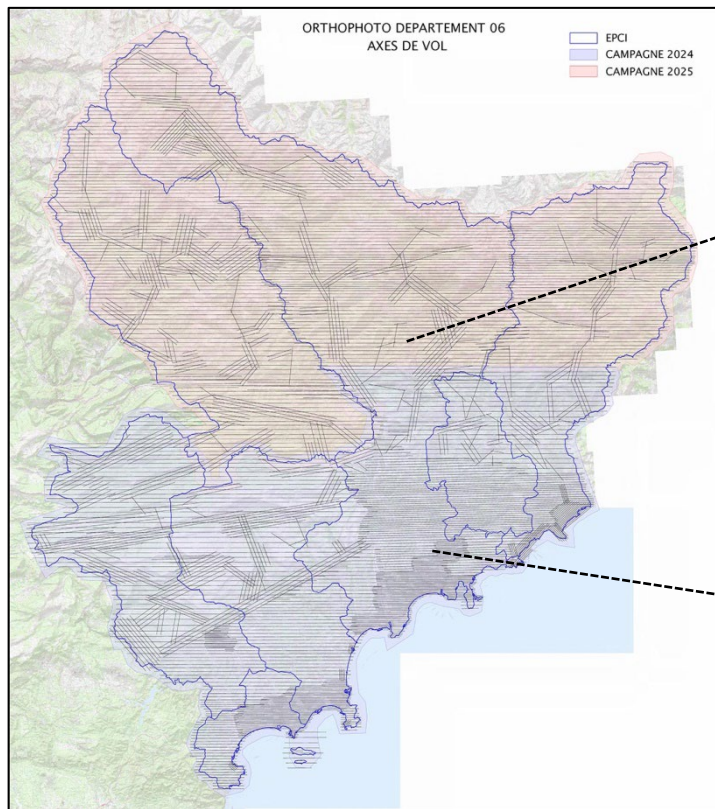 ORTHOPHOTO DEPARTEMENT 06
AXES DE VOL
EPCI
CAMPAGNE 2024
CAMPAGNE 2025